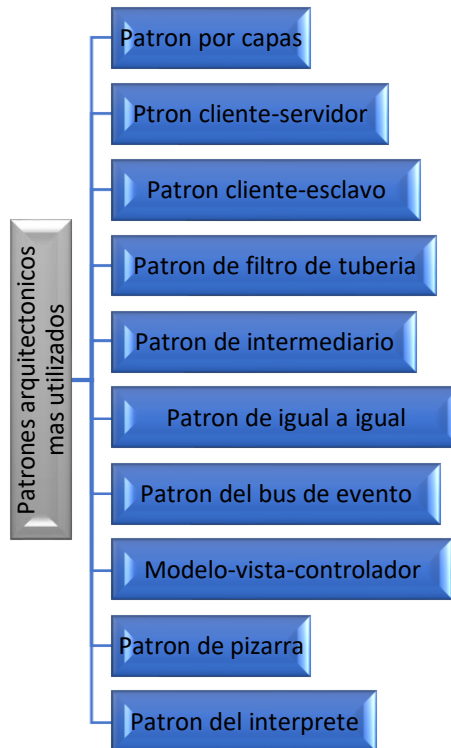 Patrones arquitectonicos
mas utilizados
Patron por capas
Ptron cliente-servidor
Patron cliente-esclavo
Patron de filtro de tuberia
Patron de intermediario
Patron de igual a igual
Patron del bus de evento
Modelo-vista-controlador
Patron de pizarra
Patron del interprete